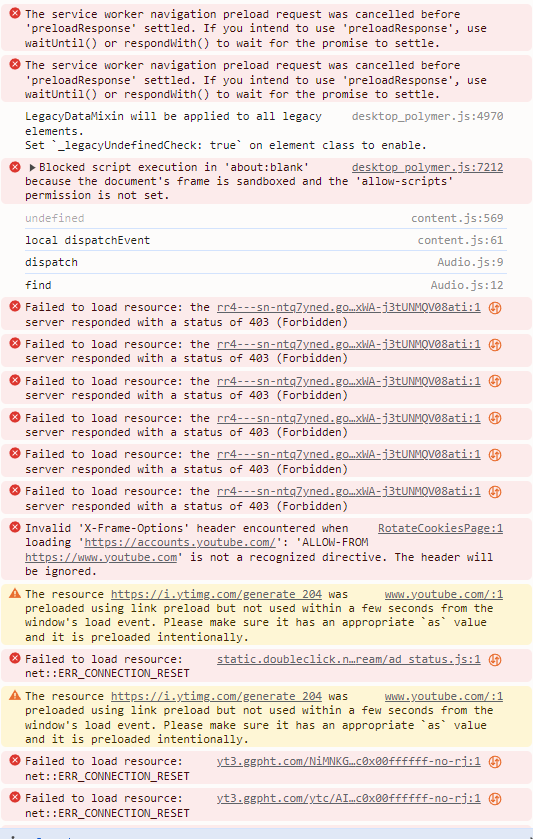 The service worker navigation preload request was cancelled before
'preloadResponse' settled. If you intend to use 'preloadResponse', use
waitUntil() or respondWith() to wait for the promise to settle.
The service worker navigation preload request was cancelled before
'preloadResponse' settled. If you intend to use 'preloadResponse', use
waitUntil() or respondWith() to wait for the promise to settle.
LegacyDataMixin will be applied to all legacy desktop_polymer.js:4970
elements.
Set `_legacyUndefinedCheck: true` on element class to enable.
Blocked script execution in 'about:blank' desktop_polymer.js:7212
because the document's frame is sandboxed and the 'allow-scripts'
permission is not set.
undefined content.js:569
local dispatchEvent content.js:61
dispatch Audio.js:9
find Audio.js:12
Failed to load resource: the rr4---sn-ntq7yned.go…xWA-j3tUNMQV08ati:1
server responded with a status of 403 (Forbidden)
Failed to load resource: the rr4---sn-ntq7yned.go…xWA-j3tUNMQV08ati:1
server responded with a status of 403 (Forbidden)
Failed to load resource: the rr4---sn-ntq7yned.go…xWA-j3tUNMQV08ati:1
server responded with a status of 403 (Forbidden)
Failed to load resource: the rr4---sn-ntq7yned.go…xWA-j3tUNMQV08ati:1
server responded with a status of 403 (Forbidden)
Failed to load resource: the rr4---sn-ntq7yned.go…xWA-j3tUNMQV08ati:1
server responded with a status of 403 (Forbidden)
Failed to load resource: the rr4---sn-ntq7yned.go…xWA-j3tUNMQV08ati:1
server responded with a status of 403 (Forbidden)
Invalid 'X-Frame-Options' header encountered when RotateCookiesPage:1
loading 'https://accounts.youtube.com/': 'ALLOW-FROM
https://www.youtube.com' is not a recognized directive. The header will
be ignored.
The resource https://i.ytimg.com/generate_204 was www.youtube.com/:1
preloaded using link preload but not used within a few seconds from the
window's load event. Please make sure it has an appropriate `as` value
and it is preloaded intentionally.
Failed to load resource: static.doubleclick.n…ream/ad_status.js:1
net::ERR_CONNECTION_RESET
The resource https://i.ytimg.com/generate_204 was www.youtube.com/:1
preloaded using link preload but not used within a few seconds from the
window's load event. Please make sure it has an appropriate `as` value
and it is preloaded intentionally.
Failed to load resource: yt3.ggpht.com/NiMNKG…c0x00ffffff-no-rj:1
net::ERR_CONNECTION_RESET
Failed to load resource: yt3.ggpht.com/ytc/AI…c0x00ffffff-no-rj:1
net::ERR_CONNECTION_RESET